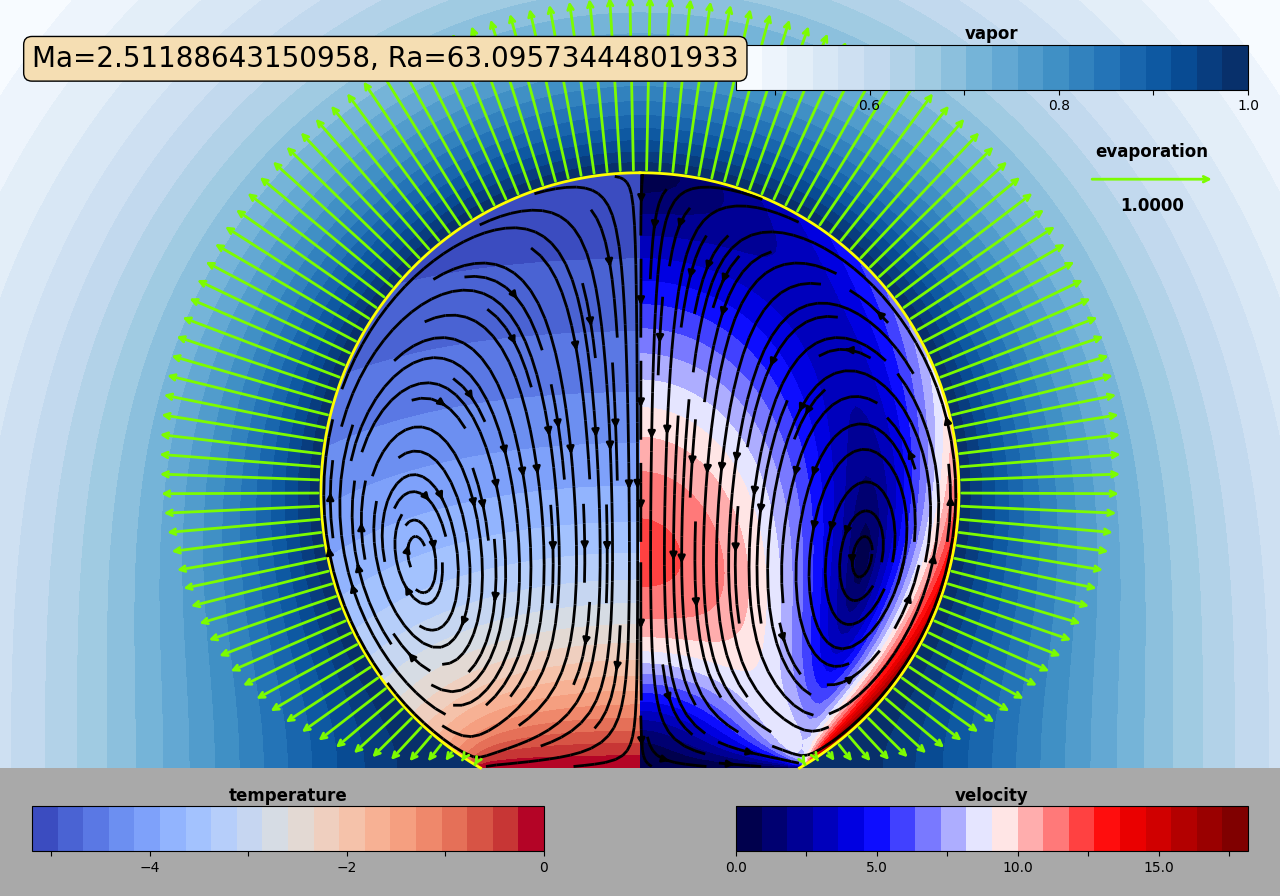 Ma=2.51188643150958, Ra=63.09573444801933
vapor
0.6 0.8 1.0
evaporation
1.0000
temperature
−4 −2 0
velocity
0.0 5.0 10.0 15.0